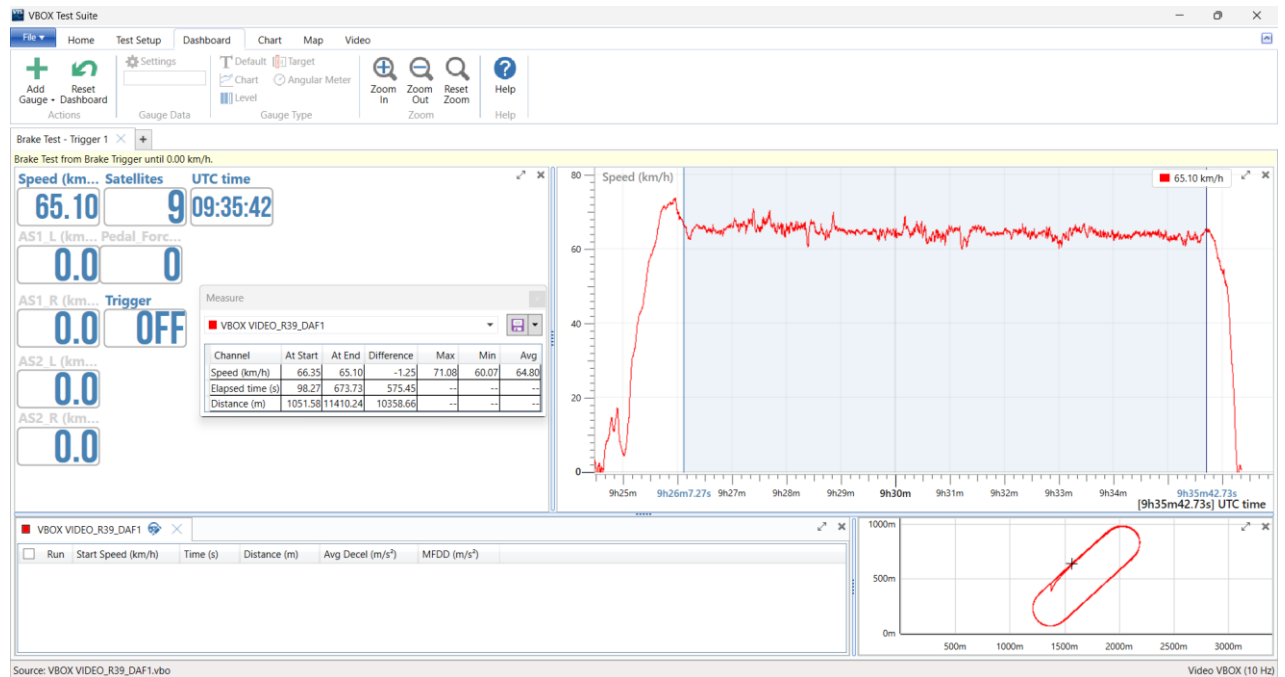 VBOX Test Suite
File Home Test Setup Dashboard Chart Map Video
Add Gauge
Reset Dashboard
Actions
Settings
Gauge Data
Default Target
Chart Angular Meter
Level
Gauge Type
Zoom In
Zoom Out
Reset Zoom
Zoom
Help
Help
Brake Test - Trigger 1
Brake Test from Brake Trigger until 0.00 km/h.
Speed (km... Satellites UTC time
65.10 9 09:35:42
AS1_L (km... Pedal_Forc...
0.0 0
AS1_R (km... Trigger
0.0 OFF
AS2_L (km...
0.0
AS2_R (km...
0.0
Measure
VBOX VIDEO_R39_DAF1
Channel At Start At End Difference Max Min Avg
Speed (km/h) 66.35 65.10 -1.25 71.08 60.07 64.80
Elapsed time (s) 98.27 673.73 575.45 -- -- --
Distance (m) 1051.58 11410.24 10358.66 -- -- --
Speed (km/h)
65.10 km/h
80
60
40
20
0
9h25m 9h26m7.27s 9h27m 9h28m 9h29m 9h30m 9h31m 9h32m 9h33m 9h34m 9h35m42.73s
[9h35m42.73s] UTC time
VBOX VIDEO_R39_DAF1
Run Start Speed (km/h) Time (s) Distance (m) Avg Decel (m/s²) MFDD (m/s²)
1000m
500m
0m
500m 1000m 1500m 2000m 2500m 3000m
Source: VBOX VIDEO_R39_DAF1.vbo
Video VBOX (10 Hz)